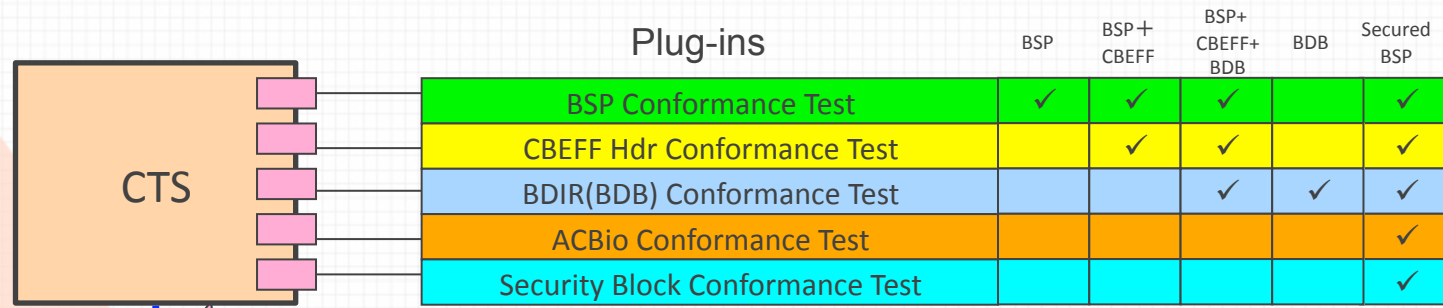 Plug-ins
BSP
BSP+
CBEFF
BSP+
CBEFF+
BDB
BDB
Secured
BSP
CTS
BSP Conformance Test ✓ ✓ ✓ ✓
CBEFF Hdr Conformance Test ✓ ✓ ✓
BDIR(BDB) Conformance Test ✓ ✓ ✓
ACBio Conformance Test ✓
Security Block Conformance Test ✓